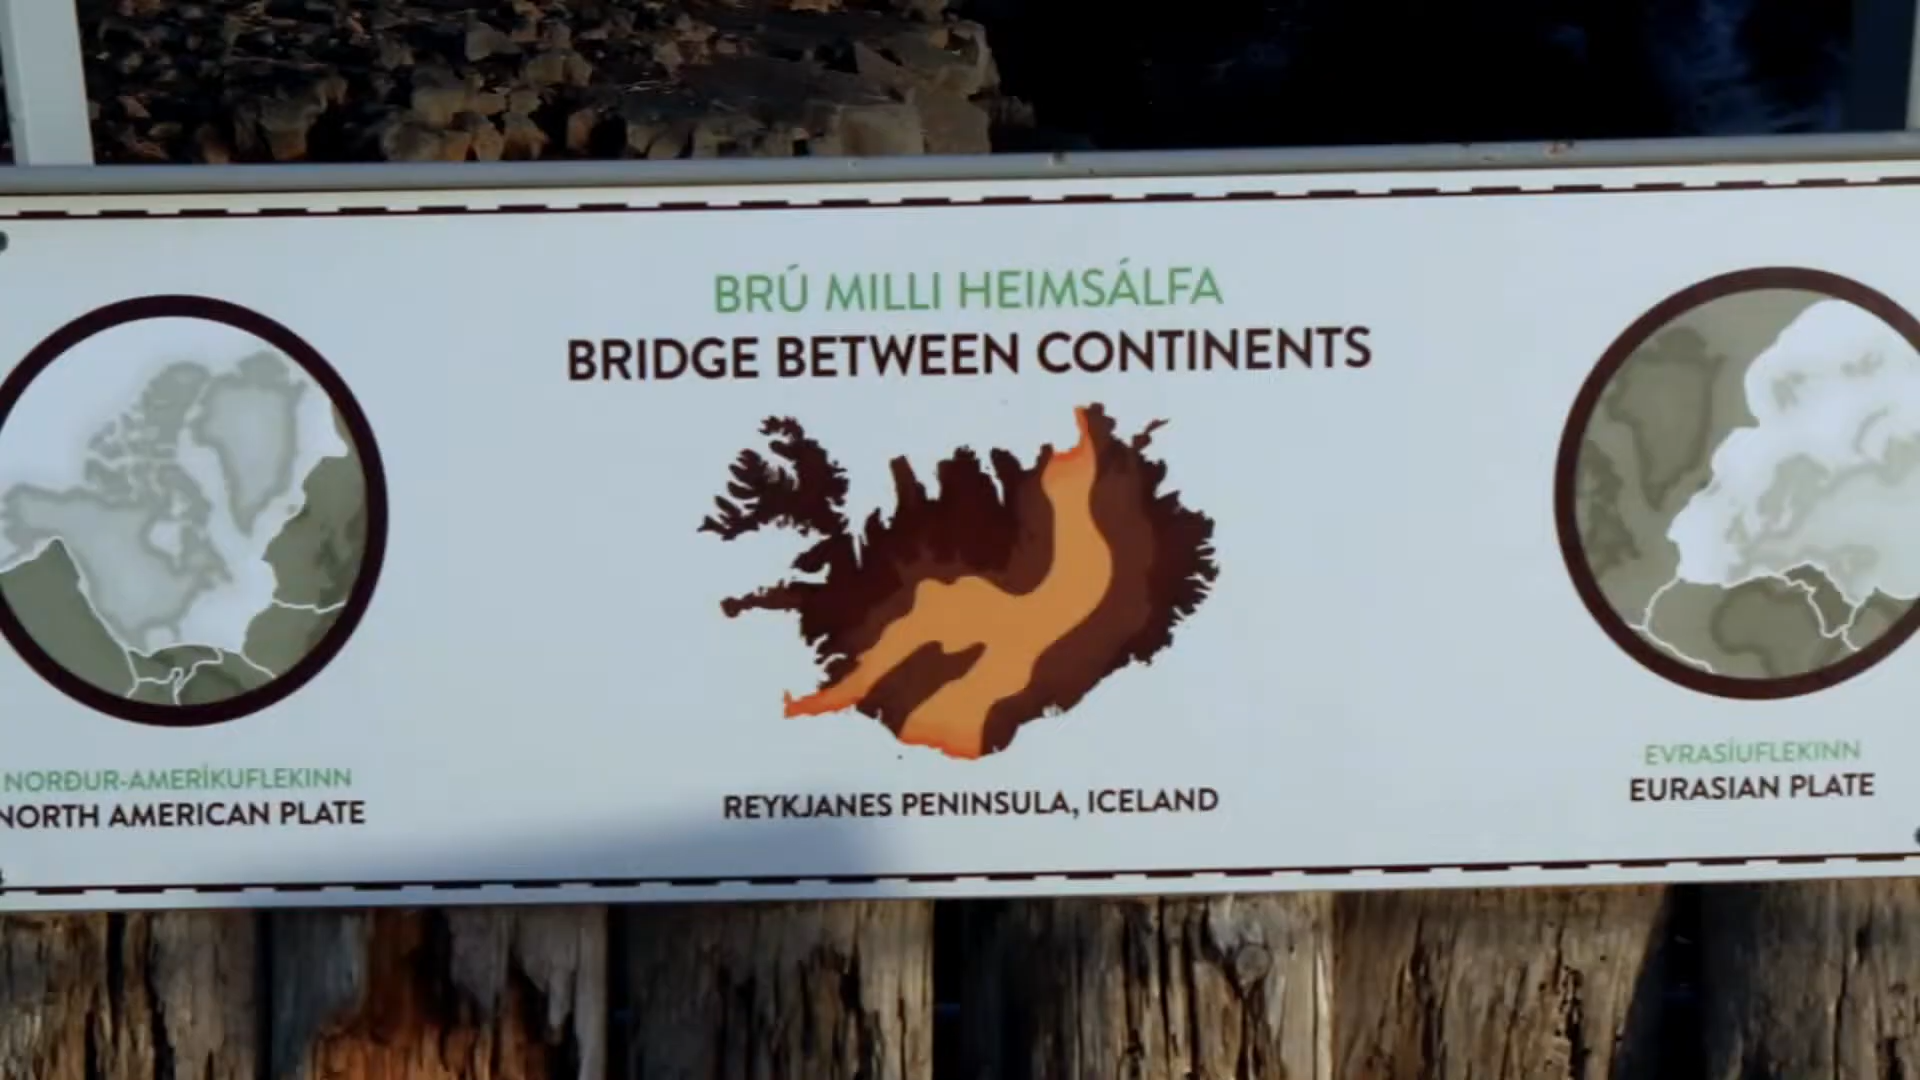 BRÚ MILLI HEIMSÁLFA
BRIDGE BETWEEN CONTINENTS
NORÐUR-AMERÍKUFLEKINN
NORTH AMERICAN PLATE
REYKJANES PENINSULA, ICELAND
EVRASÍUFLEKINN
EURASIAN PLATE